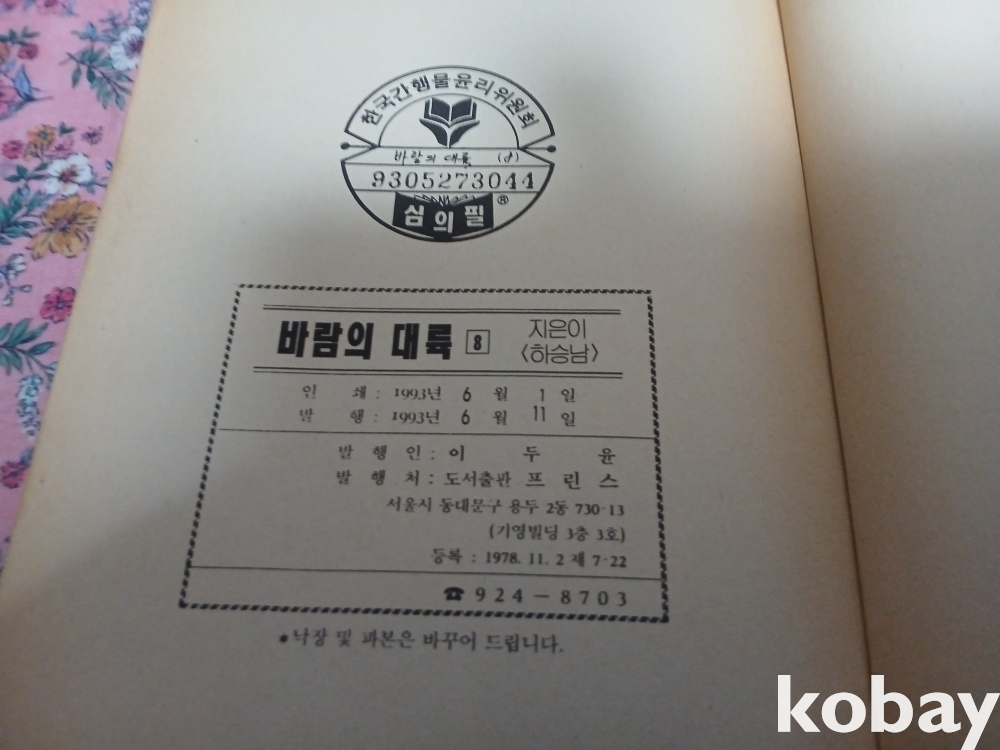 한국간행물윤리위원회
바람의 대륙 (8)
9305273044
심의필 ®
바람의 대륙 8
지은이
〈하승남〉
인 쇄 : 1993년 6 월 1 일
발 행 : 1993년 6 월 11 일
발 행 인 : 이 두 윤
발 행 처 : 도서출판 프 린 스
서울시 동대문구 용두 2동 730-13
(기영빌딩 3층 3호)
등록 : 1978. 11. 2 제 7-22
☎ 924-8703
*낙장 및 파본은 바꾸어 드립니다.
kobay